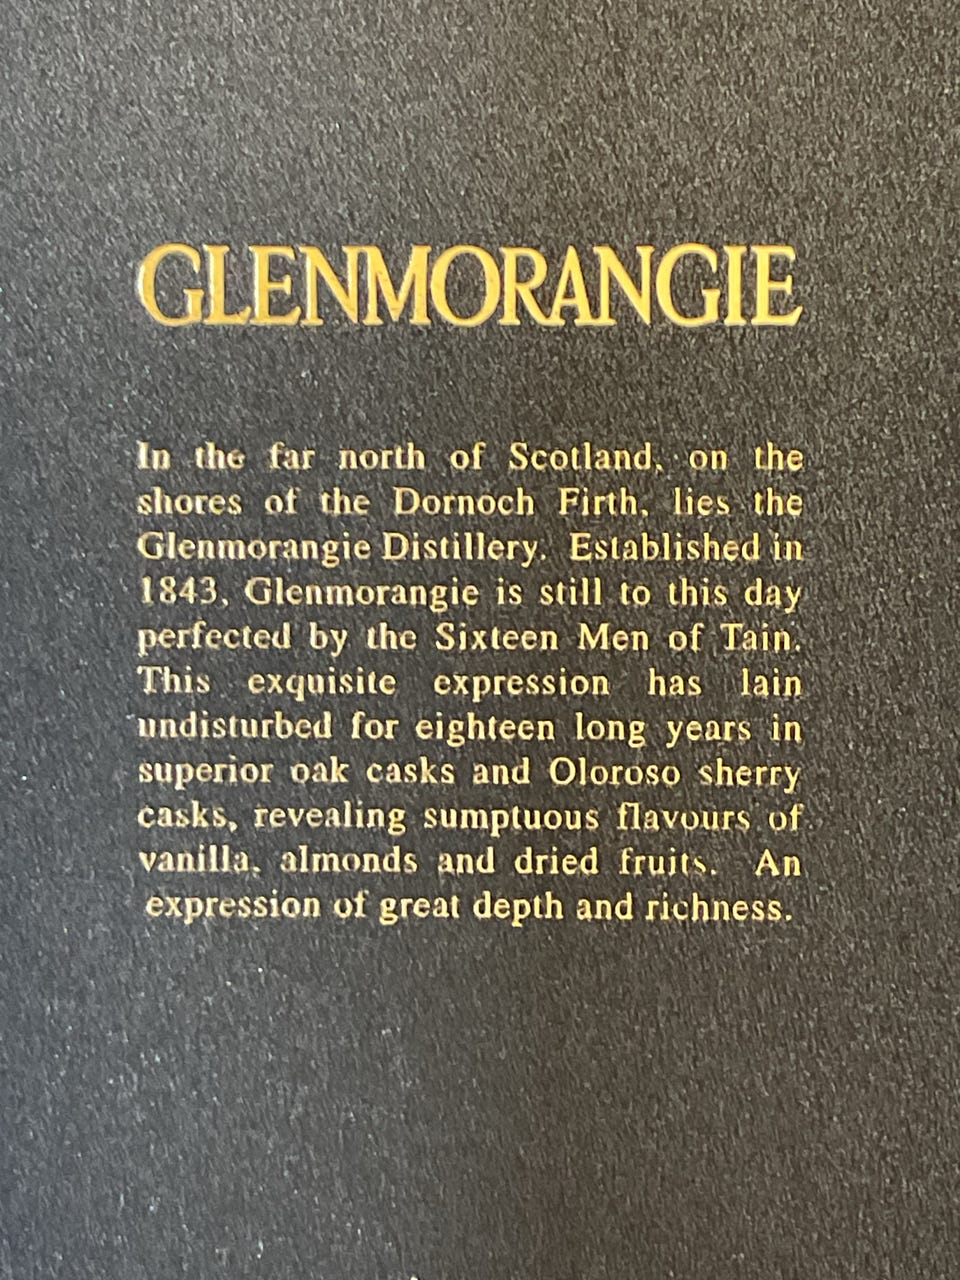 GLENMORANGIE
In the far north of Scotland, on the
shores of the Dornoch Firth, lies the
Glenmorangie Distillery. Established in
1843, Glenmorangie is still to this day
perfected by the Sixteen Men of Tain.
This exquisite expression has lain
undisturbed for eighteen long years in
superior oak casks and Oloroso sherry
casks, revealing sumptuous flavours of
vanilla, almonds and dried fruits. An
expression of great depth and richness.